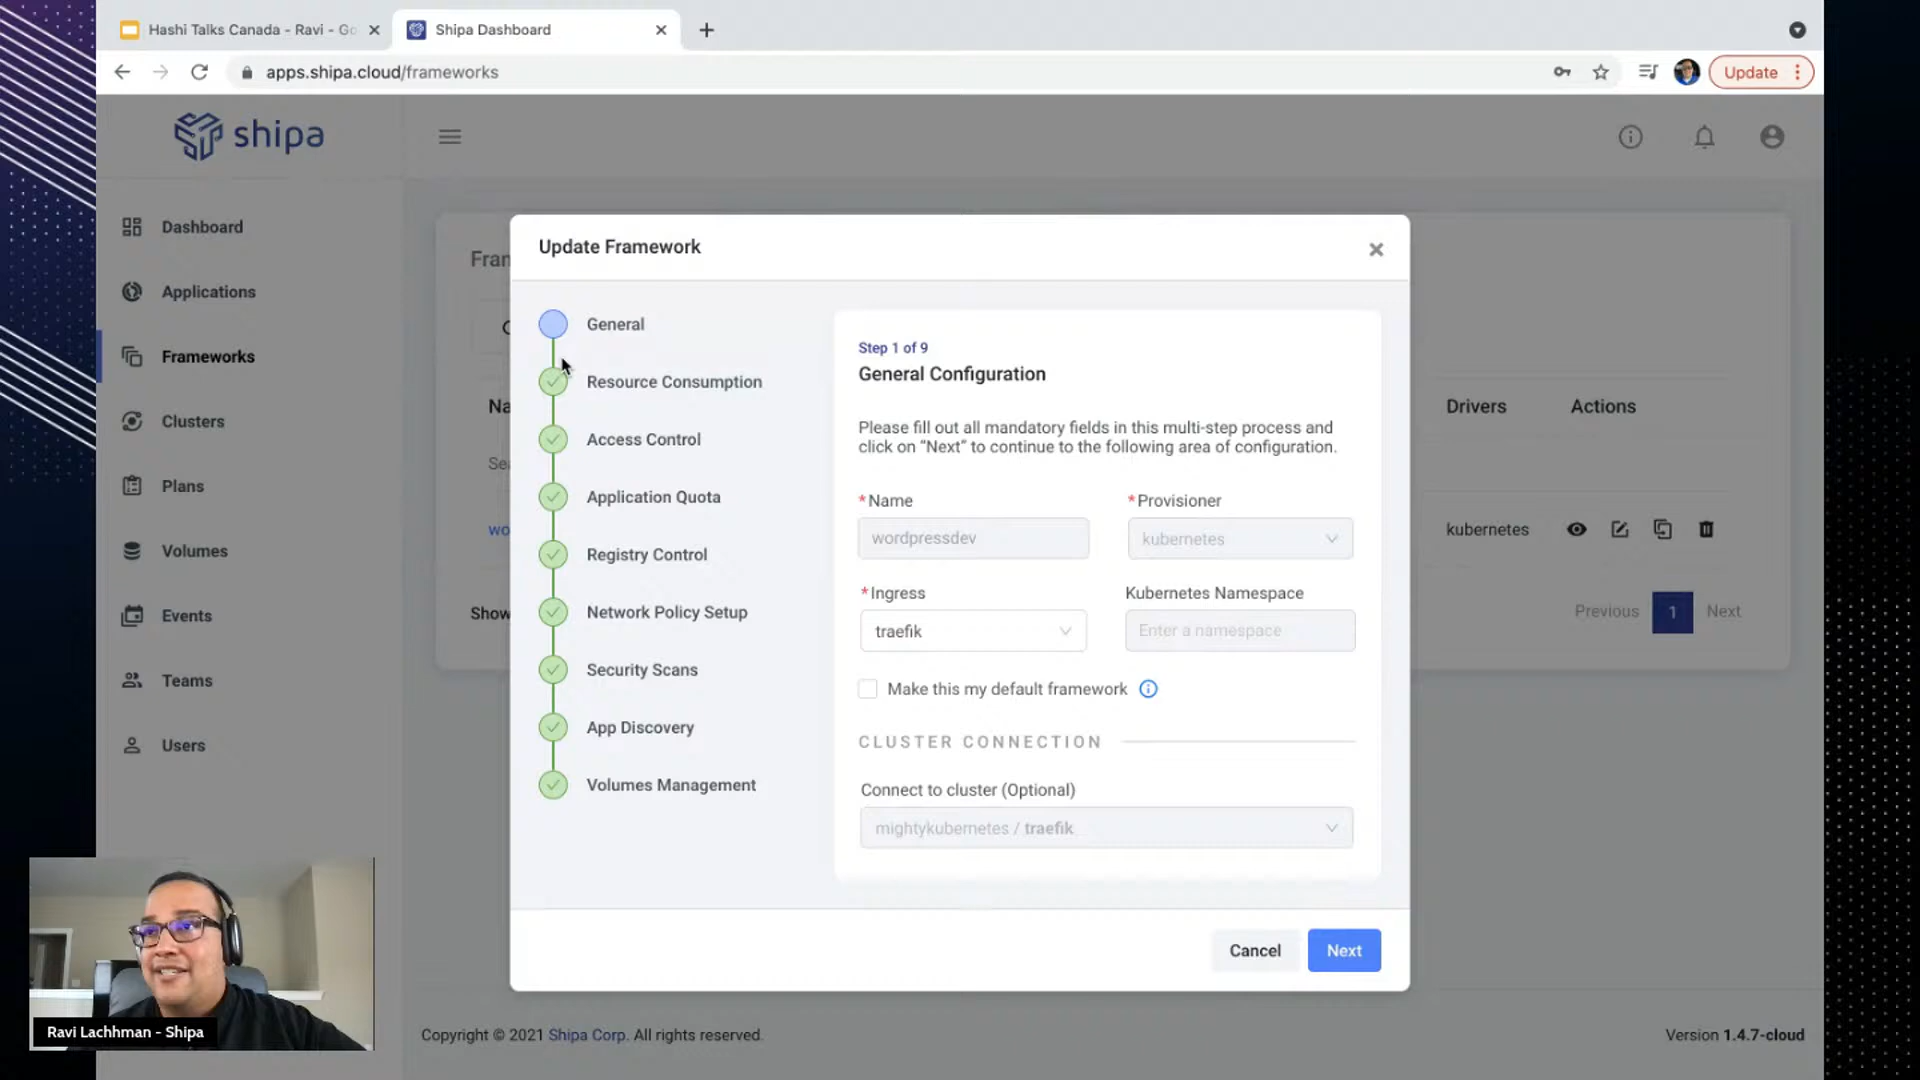 Hashi Talks Canada - Ravi - Go
Shipa Dashboard
apps.shipa.cloud/frameworks
Update
shipa
Dashboard
Applications
Frameworks
Clusters
Plans
Volumes
Events
Teams
Users
Fran
Na
Sea
wo
Show
Drivers
Actions
kubernetes
Previous
1
Next
Update Framework
General
Resource Consumption
Access Control
Application Quota
Registry Control
Network Policy Setup
Security Scans
App Discovery
Volumes Management
Step 1 of 9
General Configuration
Please fill out all mandatory fields in this multi-step process and
click on “Next” to continue to the following area of configuration.
*Name
*Provisioner
wordpressdev
kubernetes
*Ingress
Kubernetes Namespace
traefik
Enter a namespace
Make this my default framework
CLUSTER CONNECTION
Connect to cluster (Optional)
mightykubernetes / traefik
Cancel
Next
Ravi Lachhman - Shipa
Copyright © 2021 Shipa Corp. All rights reserved.
Version 1.4.7-cloud